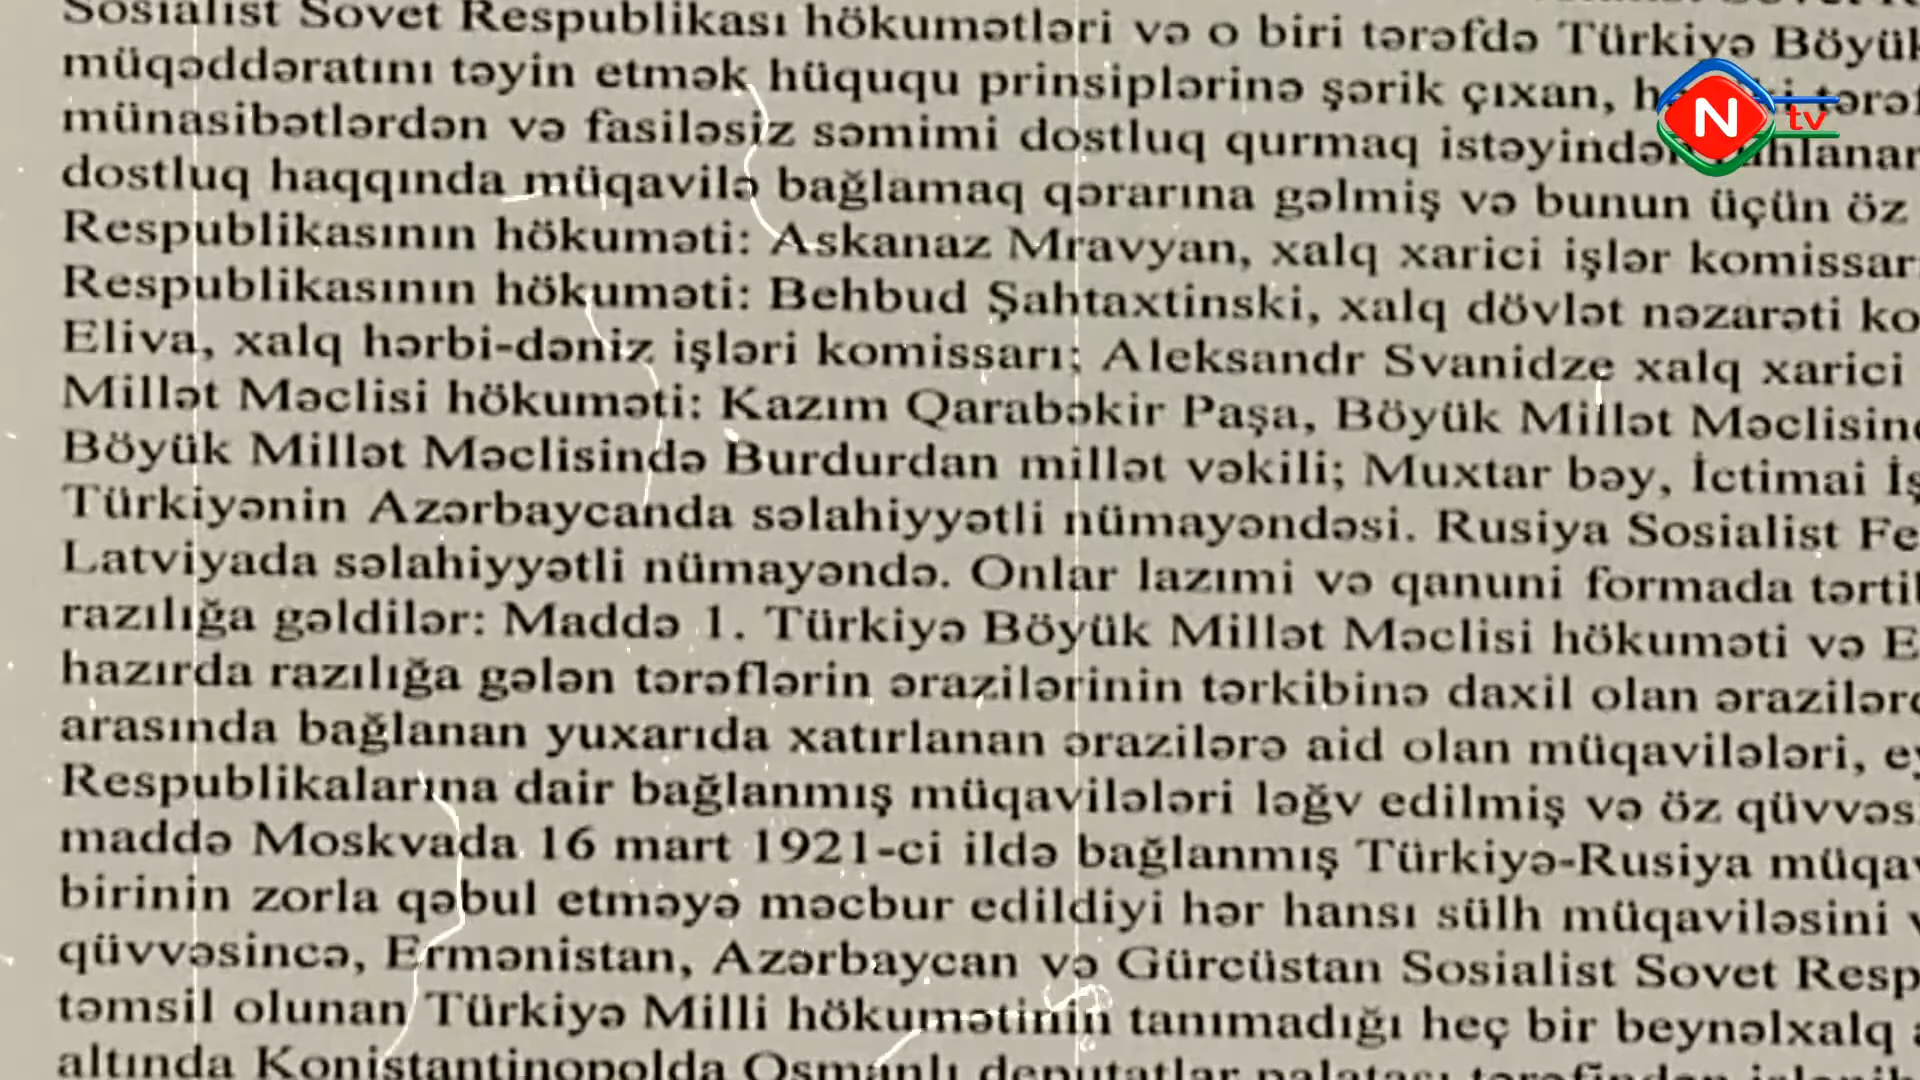 Sosialist Sovet Respublikası hökumətləri və o biri tərəfdə Türkiyə Böyük
müqəddəratını təyin etmək hüququ prinsiplərinə şərik çıxan,
münasibətlərdən və fasiləsiz səmimi dostluq qurmaq
dostluq haqqında müqavilə bağlamaq qərarına gəlmiş və bunun üçün öz
Respublikasının hökuməti: Askanaz Mravyan, xalq xarici işlər
Respublikasının hökuməti: Behbud Şahtaxtinski, xalq dövlət nəzarəti
Eliva, xalq hərbi-dəniz işləri komissarı; Aleksandr Svanidze xalq xarici
Millət Məclisi hökuməti: Kazım Qarabəkir Paşa, Böyük Millət
Böyük Millət Məclisində Burdurdan millət vəkili; Muxtar bəy, İctimai
Türkiyənin Azərbaycanda səlahiyyətli nümayəndəsi. Rusiya Sosialist
Latviyada səlahiyyətli nümayəndə. Onlar lazımi və qanuni formada
razılığa gəldilər: Maddə 1. Türkiyə Böyük Millət Məclisi hökuməti və
hazırda razılığa gələn tərəflərin ərazilərinin tərkibinə daxil olan
arasında bağlanan yuxarıda xatırlanan ərazilərə aid olan müqavilələri,
Respublikalarına dair bağlanmış müqavilələri ləğv edilmiş və öz
maddə Moskvada 16 mart 1921-ci ildə bağlanmış Türkiyə-Rusiya
birinin zorla qəbul etməyə məcbur edildiyi hər hansı sülh müqaviləsini
qüvvəsincə, Ermənistan, Azərbaycan və Gürcüstan Sosialist Sovet
təmsil olunan Türkiyə Milli hökumətinin tanımadığı heç bir beynəlxalq
altında Konistantinopolda Osmanlı deputatlar palatası tərəfindən
N tv